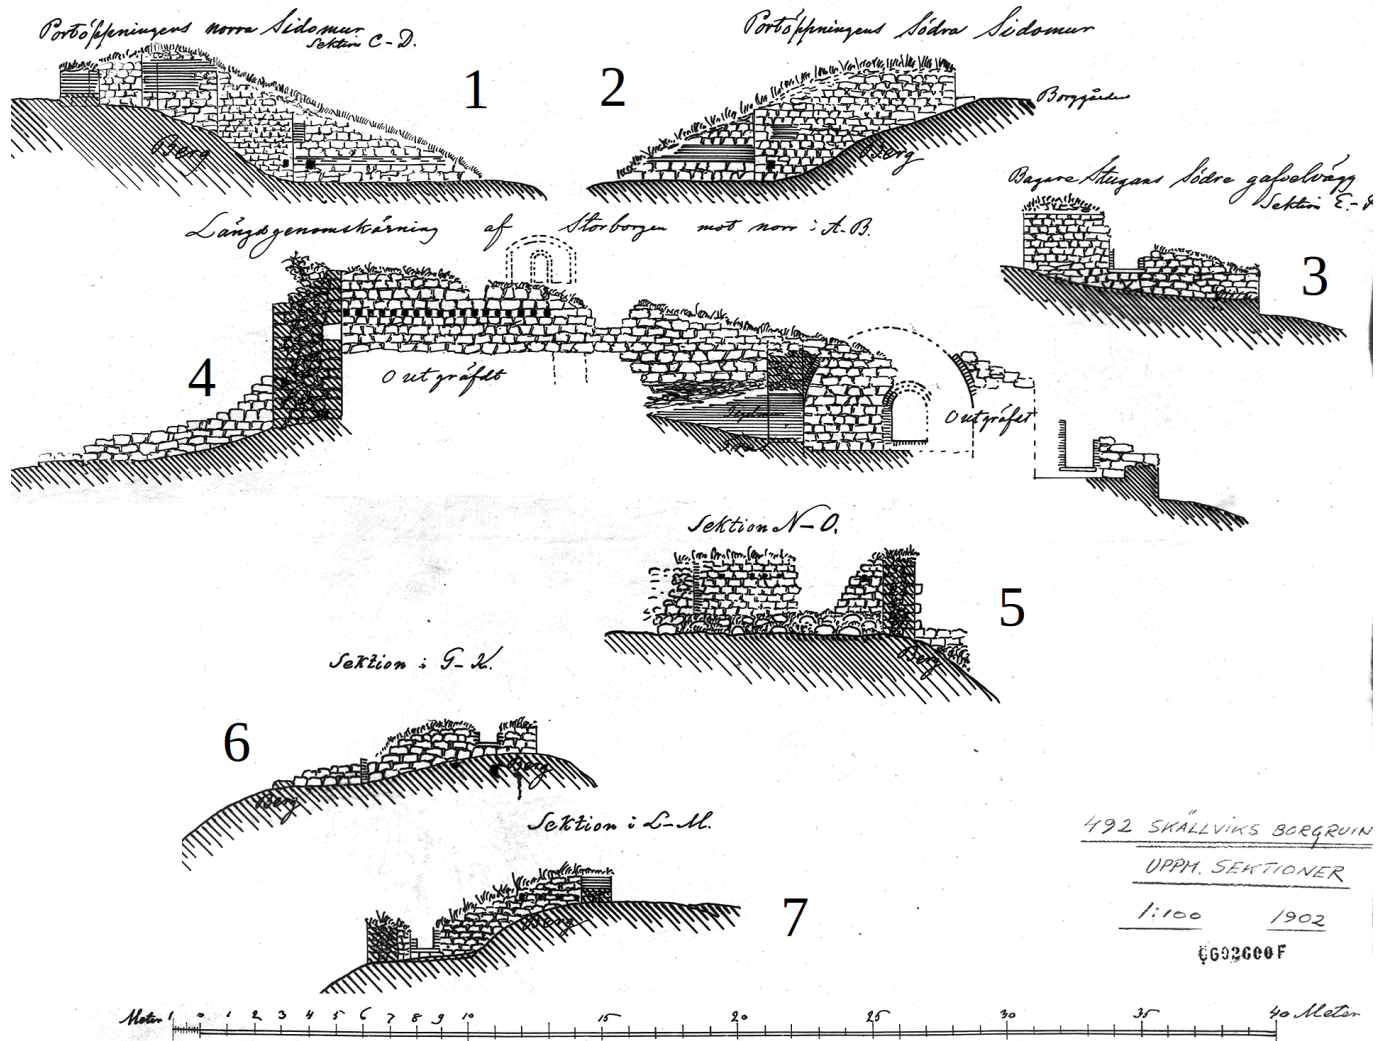 Portöppningens norra Sidomur
Sektion C-D.
Portöppningens Södra Sidomur
1
2
Borggården
Berg
Berg
Bagare Stugans Södre gafvelvägg
Sektion E.-
3
Längdgenomskärning af Storborgen mot norr i A-B.
4
Outgräfdt
Outgräfdt
Sektion N-O.
5
Berg
Sektion i G-K.
6
Berg
Berg
Sektion i L-M.
7
Berg
492 SKÄLLVIKS BORGRUIN
UPPM. SEKTIONER
1:100 1902
Meter 1 0 1 2 3 4 5 6 7 8 9 10 15 20 25 30 35 40 Meter